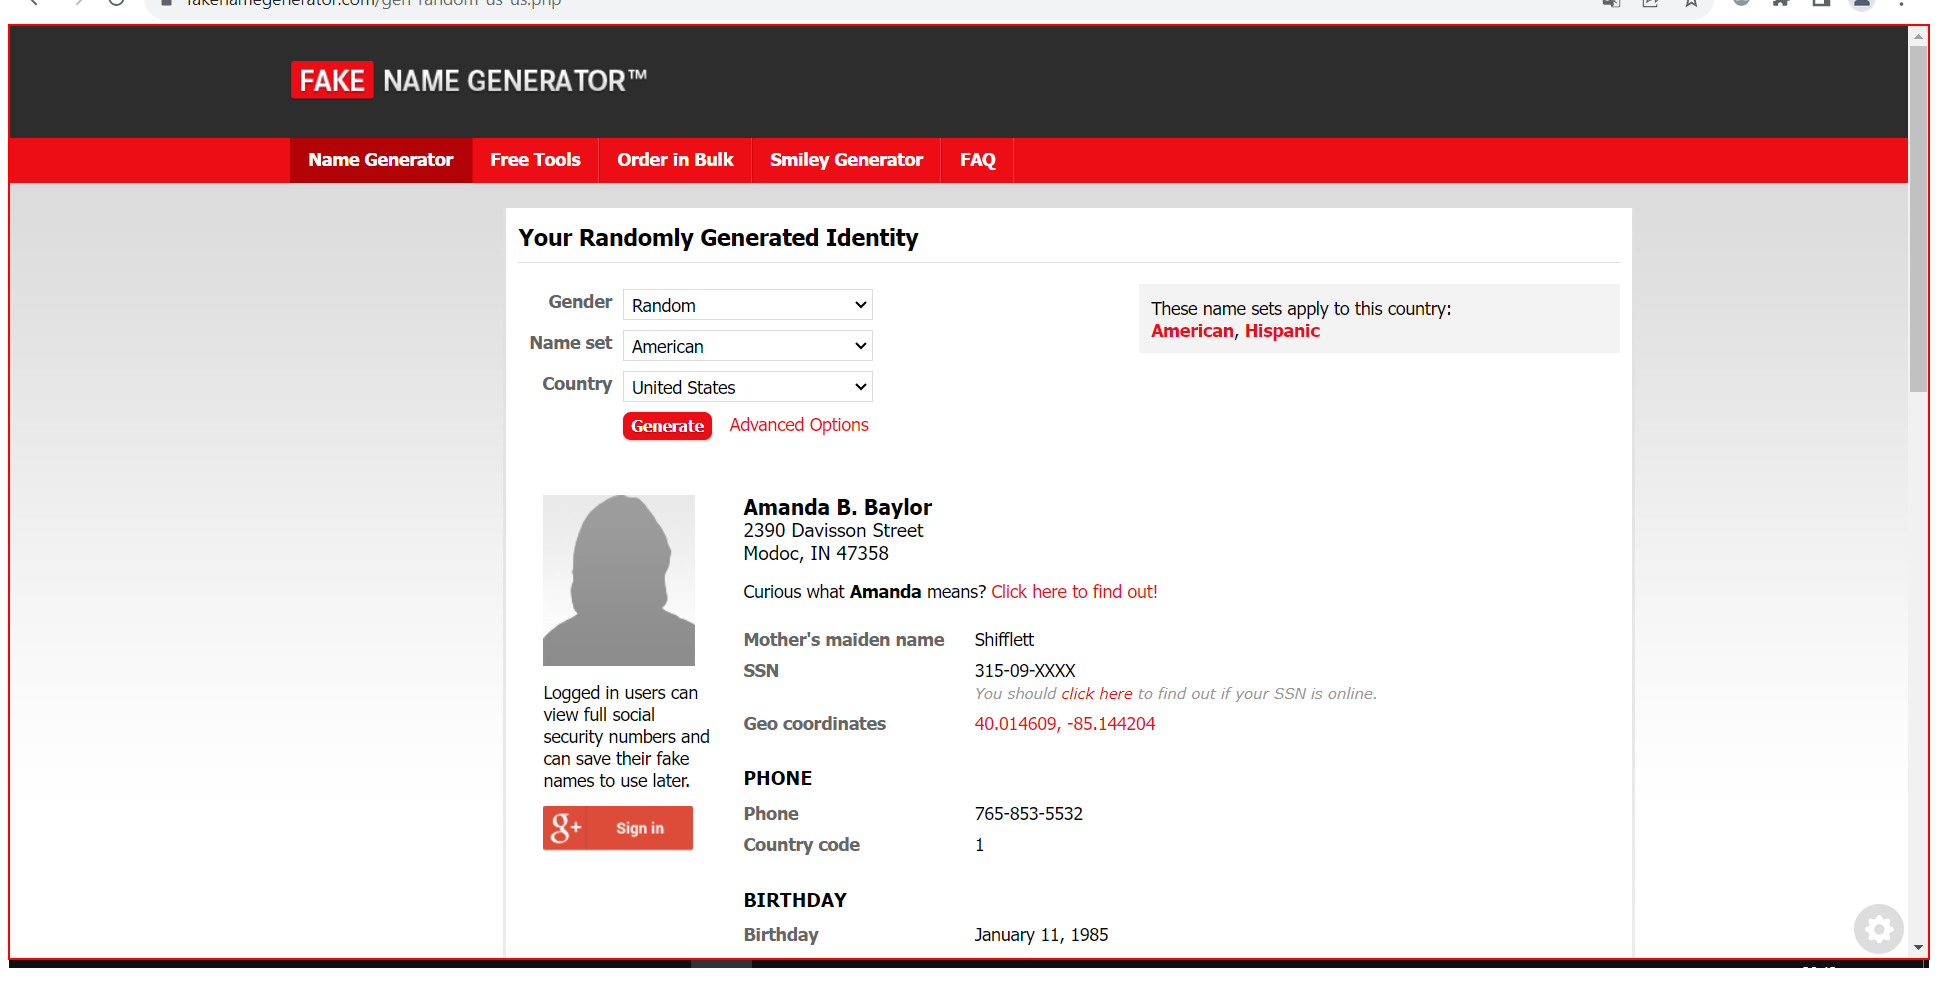 fakenamegenerator.com/gen-random-us-us.php
FAKE NAME GENERATOR™
Name Generator Free Tools Order in Bulk Smiley Generator FAQ
Your Randomly Generated Identity
Gender Random
Name set American
Country United States
Generate Advanced Options
These name sets apply to this country:
American, Hispanic
Amanda B. Baylor
2390 Davisson Street
Modoc, IN 47358
Curious what Amanda means? Click here to find out!
Mother's maiden name Shifflett
SSN 315-09-XXXX
You should click here to find out if your SSN is online.
Geo coordinates 40.014609, -85.144204
Logged in users can
view full social
security numbers and
can save their fake
names to use later.
g+ Sign in
PHONE
Phone 765-853-5532
Country code 1
BIRTHDAY
Birthday January 11, 1985